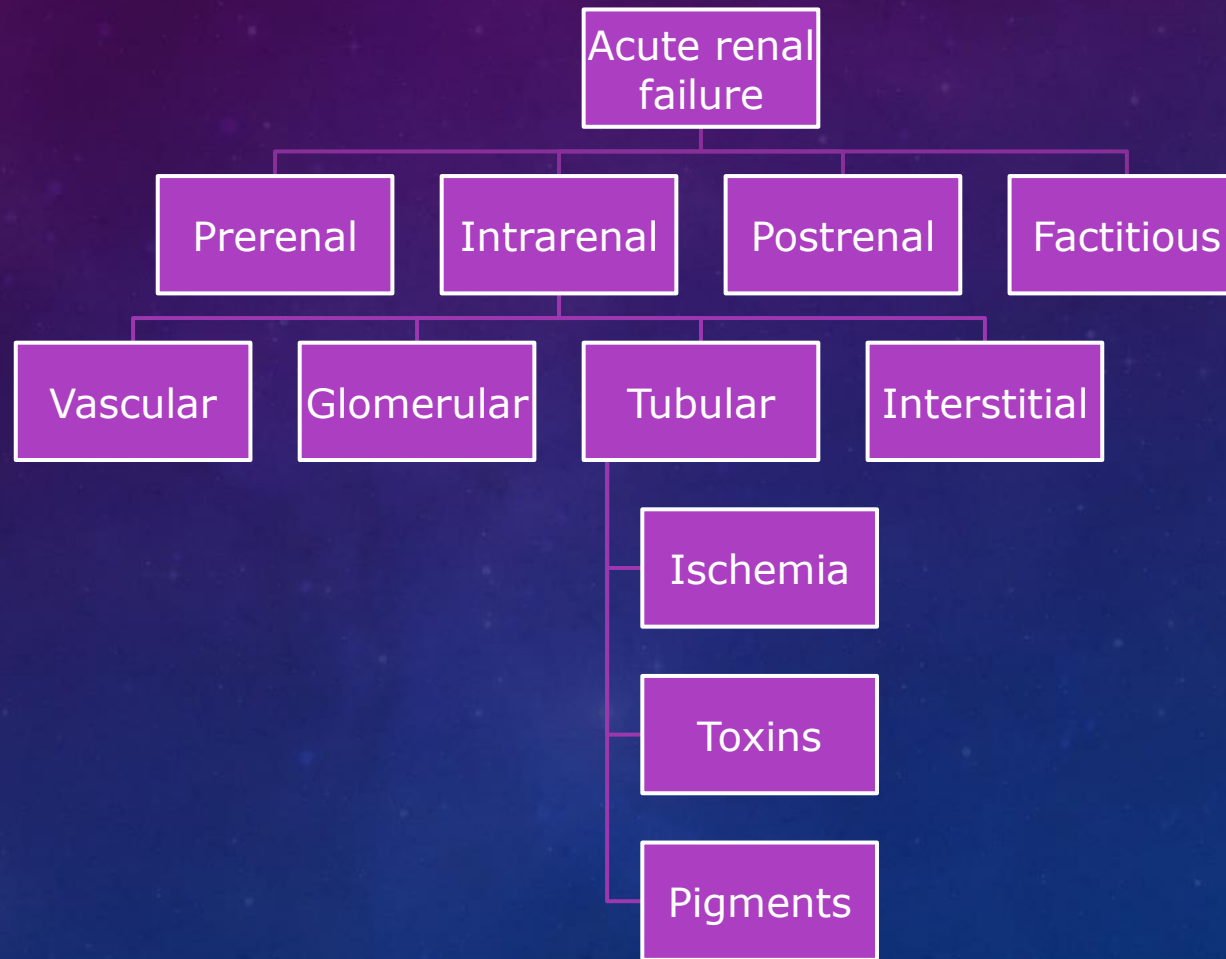 Acute renal
failure
Prerenal
Intrarenal
Postrenal
Factitious
Vascular
Glomerular
Tubular
Interstitial
Ischemia
Toxins
Pigments